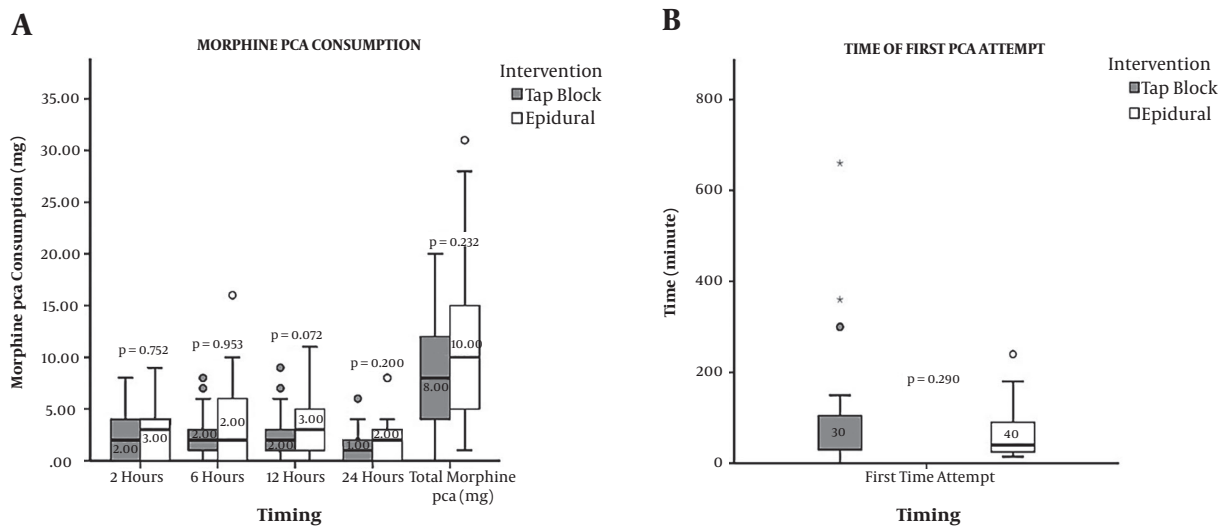 A
MORPHINE PCA CONSUMPTION
Intervention
Tap Block
Epidural
Morphine pca Consumption (mg)
35.00
30.00
25.00
20.00
15.00
10.00
5.00
.00
p = 0.752
p = 0.953
p = 0.072
p = 0.200
p = 0.232
2.00
3.00
2.00
2.00
2.00
3.00
1.00
2.00
8.00
10.00
2 Hours
6 Hours
12 Hours
24 Hours
Total Morphine
pca (mg)
Timing
B
TIME OF FIRST PCA ATTEMPT
Intervention
Tap Block
Epidural
Time (minute)
800
600
400
200
0
p = 0.290
30
40
First Time Attempt
Timing